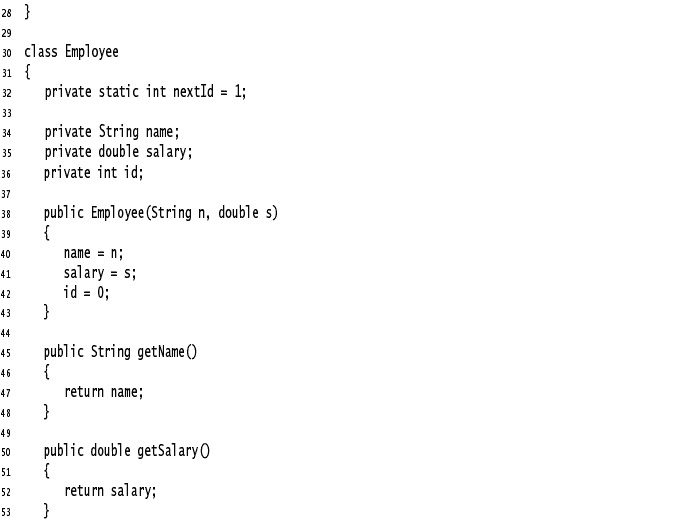 28 }
29
30 class Employee
31 {
32 private static int nextId = 1;
33
34 private String name;
35 private double salary;
36 private int id;
37
38 public Employee(String n, double s)
39 {
40 name = n;
41 salary = s;
42 id = 0;
43 }
44
45 public String getName()
46 {
47 return name;
48 }
49
50 public double getSalary()
51 {
52 return salary;
53 }